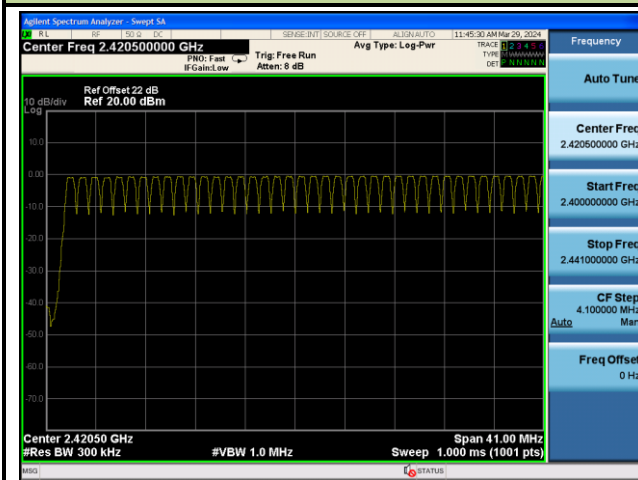 Agilent Spectrum Analyzer - Swept SA
RL RF 50 Ω DC SENSE:INT SOURCE OFF ALIGN AUTO 11:45:30 AM Mar 29, 2024
Center Freq 2.420500000 GHz
PNO: Fast
IFGain:Low
Trig: Free Run
Atten: 8 dB
Avg Type: Log-Pwr
TRACE 1 2 3 4 5 6
TYPE M
DET P N N N N N
Ref Offset 22 dB
10 dB/div Ref 20.00 dBm
Log
10.0
0.00
-10.0
-20.0
-30.0
-40.0
-50.0
-60.0
-70.0
Center 2.42050 GHz Span 41.00 MHz
#Res BW 300 kHz #VBW 1.0 MHz Sweep 1.000 ms (1001 pts)
MSG STATUS
Frequency
Auto Tune
Center Freq
2.420500000 GHz
Start Freq
2.400000000 GHz
Stop Freq
2.441000000 GHz
CF Step
4.100000 MHz
Auto Man
Freq Offset
0 Hz